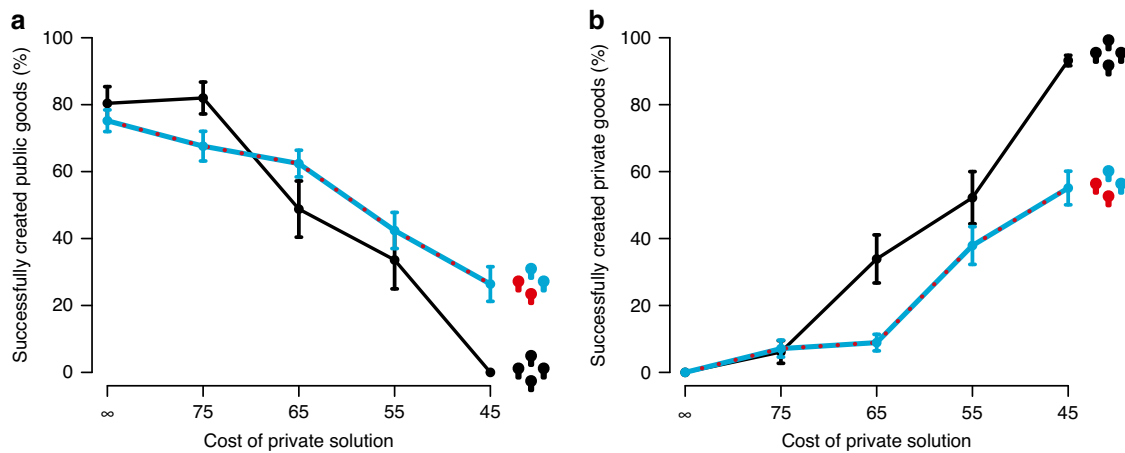 a
Successfully created public goods (%)
100
80
60
40
20
0
∞ 75 65 55 45
Cost of private solution
b
Successfully created private goods (%)
100
80
60
40
20
0
∞ 75 65 55 45
Cost of private solution